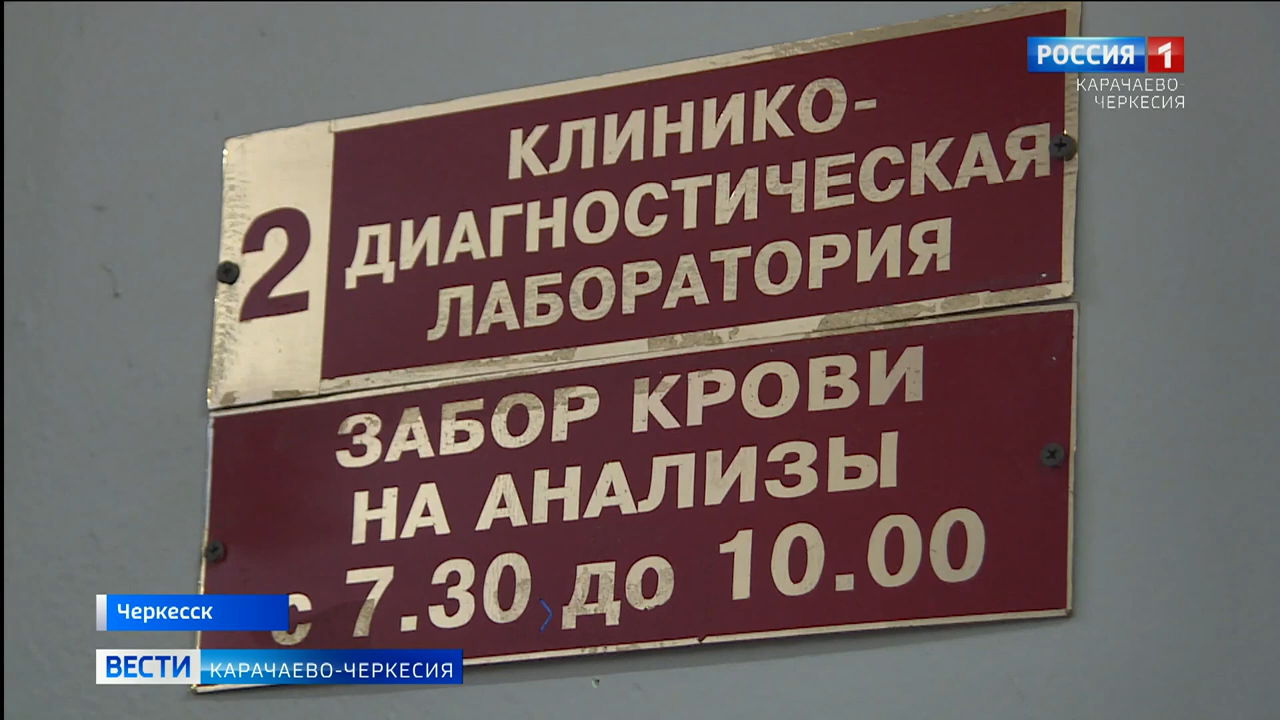 РОССИЯ 1
КАРАЧАЕВО-
ЧЕРКЕСИЯ
2
КЛИНИКО-
ДИАГНОСТИЧЕСКАЯ
ЛАБОРАТОРИЯ
ЗАБОР КРОВИ
НА АНАЛИЗЫ
с 7.30 до 10.00
Черкесск
ВЕСТИ КАРАЧАЕВО-ЧЕРКЕСИЯ